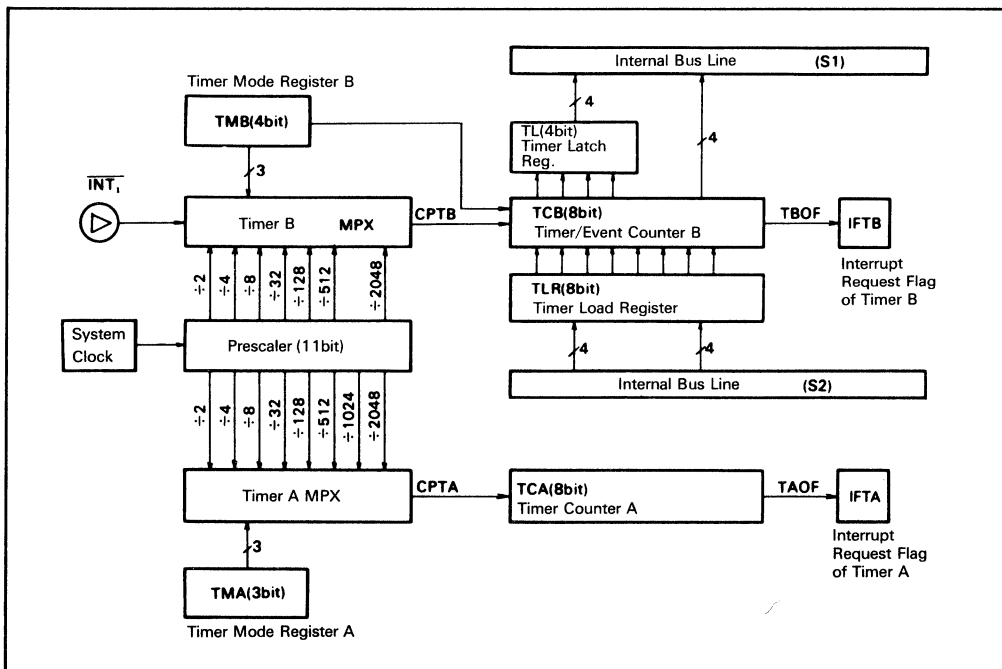 Internal Bus Line (S1)
Timer Mode Register B
TMB(4bit)
4
TL(4bit)
Timer Latch
Reg.
4
3
INT₁
Timer B MPX
CPTB
TCB(8bit)
Timer/Event Counter B
TBOF
IFTB
Interrupt
Request Flag
of Timer B
÷2
÷4
÷8
÷32
÷128
÷512
÷2048
TLR(8bit)
Timer Load Register
System
Clock
Prescaler (11bit)
4
4
Internal Bus Line (S2)
÷2
÷4
÷8
÷32
÷128
÷512
÷1024
÷2048
Timer A MPX
CPTA
TCA(8bit)
Timer Counter A
TAOF
IFTA
Interrupt
Request Flag
of Timer A
3
TMA(3bit)
Timer Mode Register A